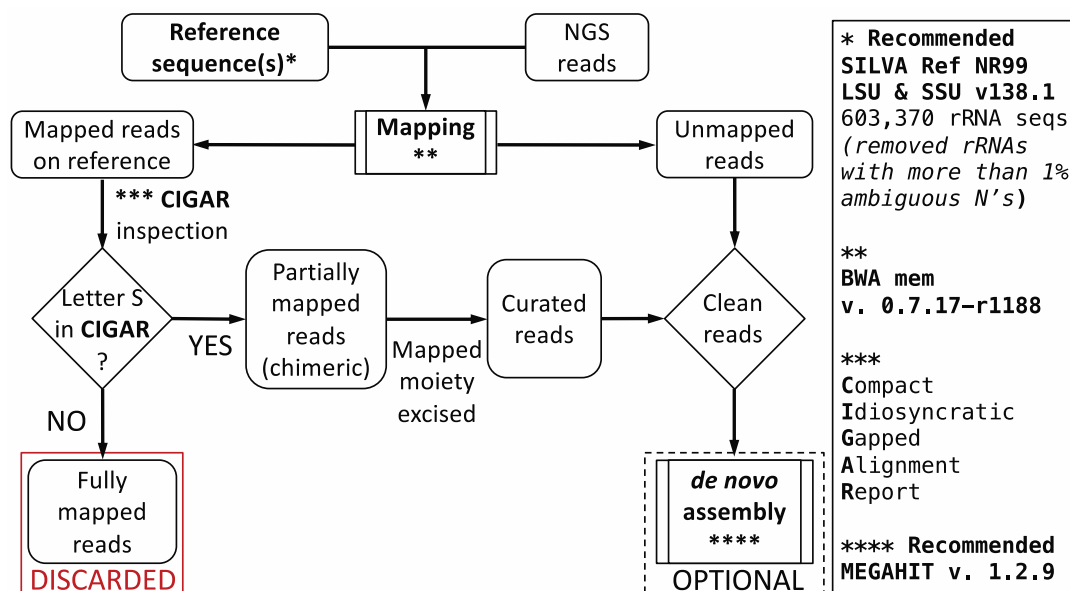 Reference
sequence(s)*
NGS
reads
Mapping
**
Mapped reads
on reference
Unmapped
reads
*** CIGAR
inspection
Letter S
in CIGAR
?
YES
Partially
mapped
reads
(chimeric)
Mapped
moiety
excised
Curated
reads
Clean
reads
NO
Fully
mapped
reads
DISCARDED
de novo
assembly
****
OPTIONAL
* Recommended
SILVA Ref NR99
LSU & SSU v138.1
603,370 rRNA seqs
(removed rRNAs
with more than 1%
ambiguous N’s)
**
BWA mem
v. 0.7.17–r1188
***
Compact
Idiosyncratic
Gapped
Alignment
Report
**** Recommended
MEGAHIT v. 1.2.9